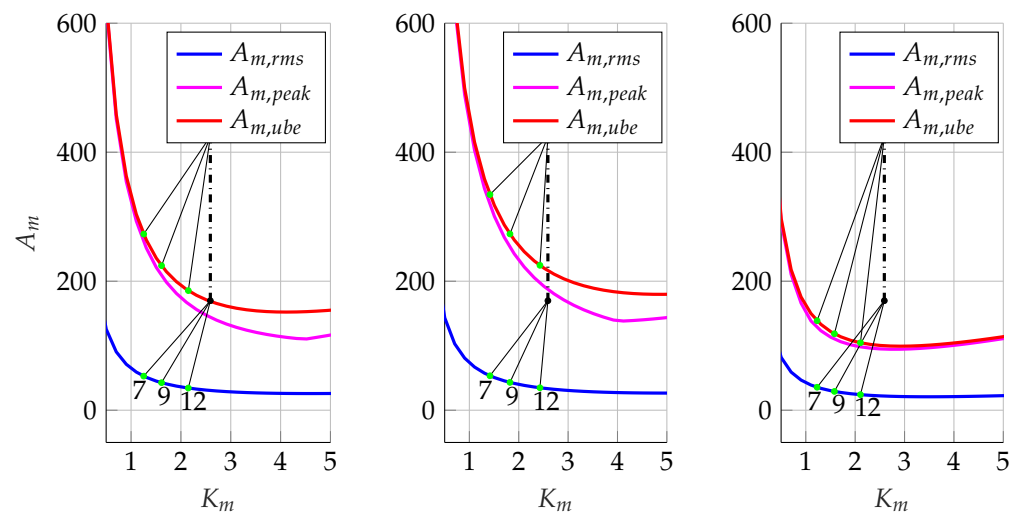 600
400
200
0
A_m
A_{m,rms}
A_{m,peak}
A_{m,ube}
7
9
12
1 2 3 4 5
K_m
600
400
200
0
A_{m,rms}
A_{m,peak}
A_{m,ube}
7
9
12
1 2 3 4 5
K_m
600
400
200
0
A_{m,rms}
A_{m,peak}
A_{m,ube}
7
9
12
1 2 3 4 5
K_m